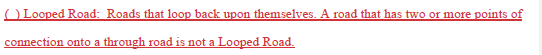 ( ) Looped Road:  Roads that loop back upon themselves. A road that has two or more points of
connection onto a through road is not a Looped Road.